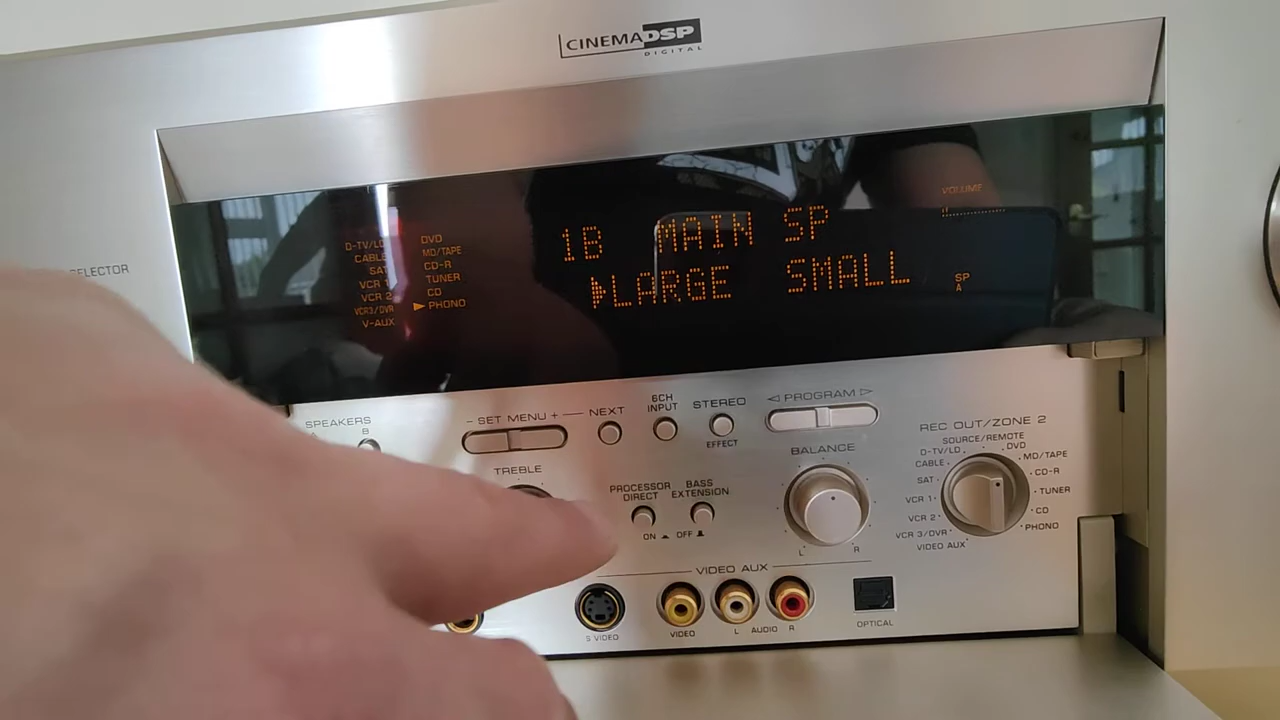 CINEMA DSP
DIGITAL
VOLUME
1B MAIN SP
LARGE SMALL
SP
A
D-TV/LD
CABLE
SAT
VCR 1
VCR 2
VCR3/DVR
V-AUX
DVD
MD/TAPE
CD-R
TUNER
CD
PHONO
SPEAKERS
B
- SET MENU +
NEXT
6CH
INPUT
STEREO
EFFECT
PROGRAM
TREBLE
PROCESSOR
DIRECT
BASS
EXTENSION
ON OFF
BALANCE
L R
REC OUT/ZONE 2
SOURCE/REMOTE
D-TV/LD
CABLE
SAT
VCR 1
VCR 2
VCR 3/DVR
VIDEO AUX
DVD
MD/TAPE
CD-R
TUNER
CD
PHONO
VIDEO AUX
S VIDEO
VIDEO
L AUDIO R
OPTICAL